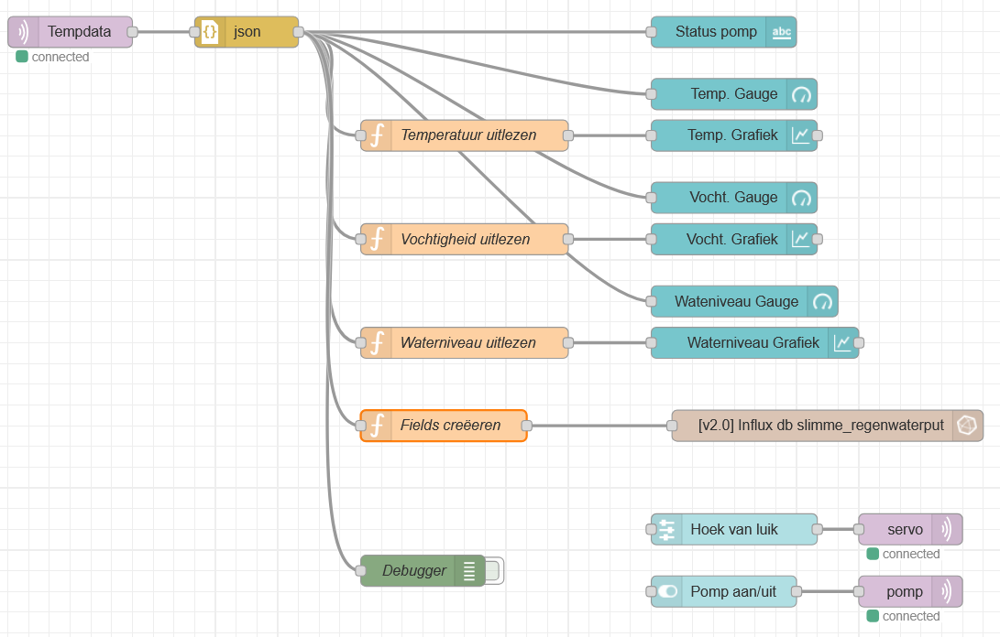 Tempdata
json
Status pomp
abc
connected
Temp. Gauge
Temperatuur uitlezen
Temp. Grafiek
Vocht. Gauge
Vochtigheid uitlezen
Vocht. Grafiek
Wateniveau Gauge
Waterniveau uitlezen
Waterniveau Grafiek
Fields creëeren
[v2.0] Influx db slimme_regenwaterput
Hoek van luik
servo
connected
Debugger
Pomp aan/uit
pomp
connected